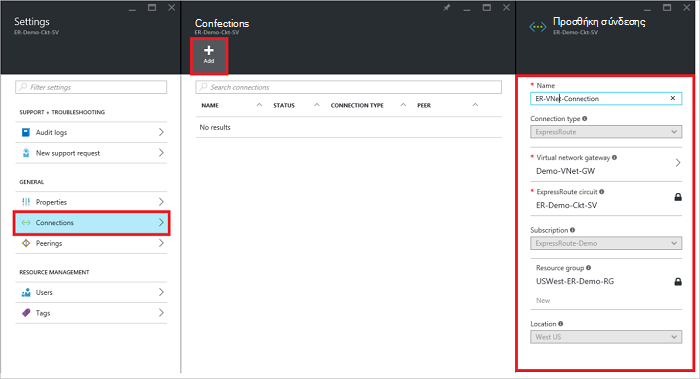 Settings
ER-Demo-Ckt-SV
Filter settings
SUPPORT + TROUBLESHOOTING
Audit logs
New support request
GENERAL
Properties
Connections
Peerings
RESOURCE MANAGEMENT
Users
Tags
Confections
ER-Demo-Ckt-SV
Add
Search connections
NAME STATUS CONNECTION TYPE PEER
No results
Προσθήκη σύνδεσης
ER-Demo-Ckt-SV
* Name
ER-VNet-Connection
Connection type
ExpressRoute
* Virtual network gateway
Demo-VNet-GW
* ExpressRoute circuit
ER-Demo-Ckt-SV
Subscription
ExpressRoute-Demo
Resource group
USWest-ER-Demo-RG
New
Location
West US